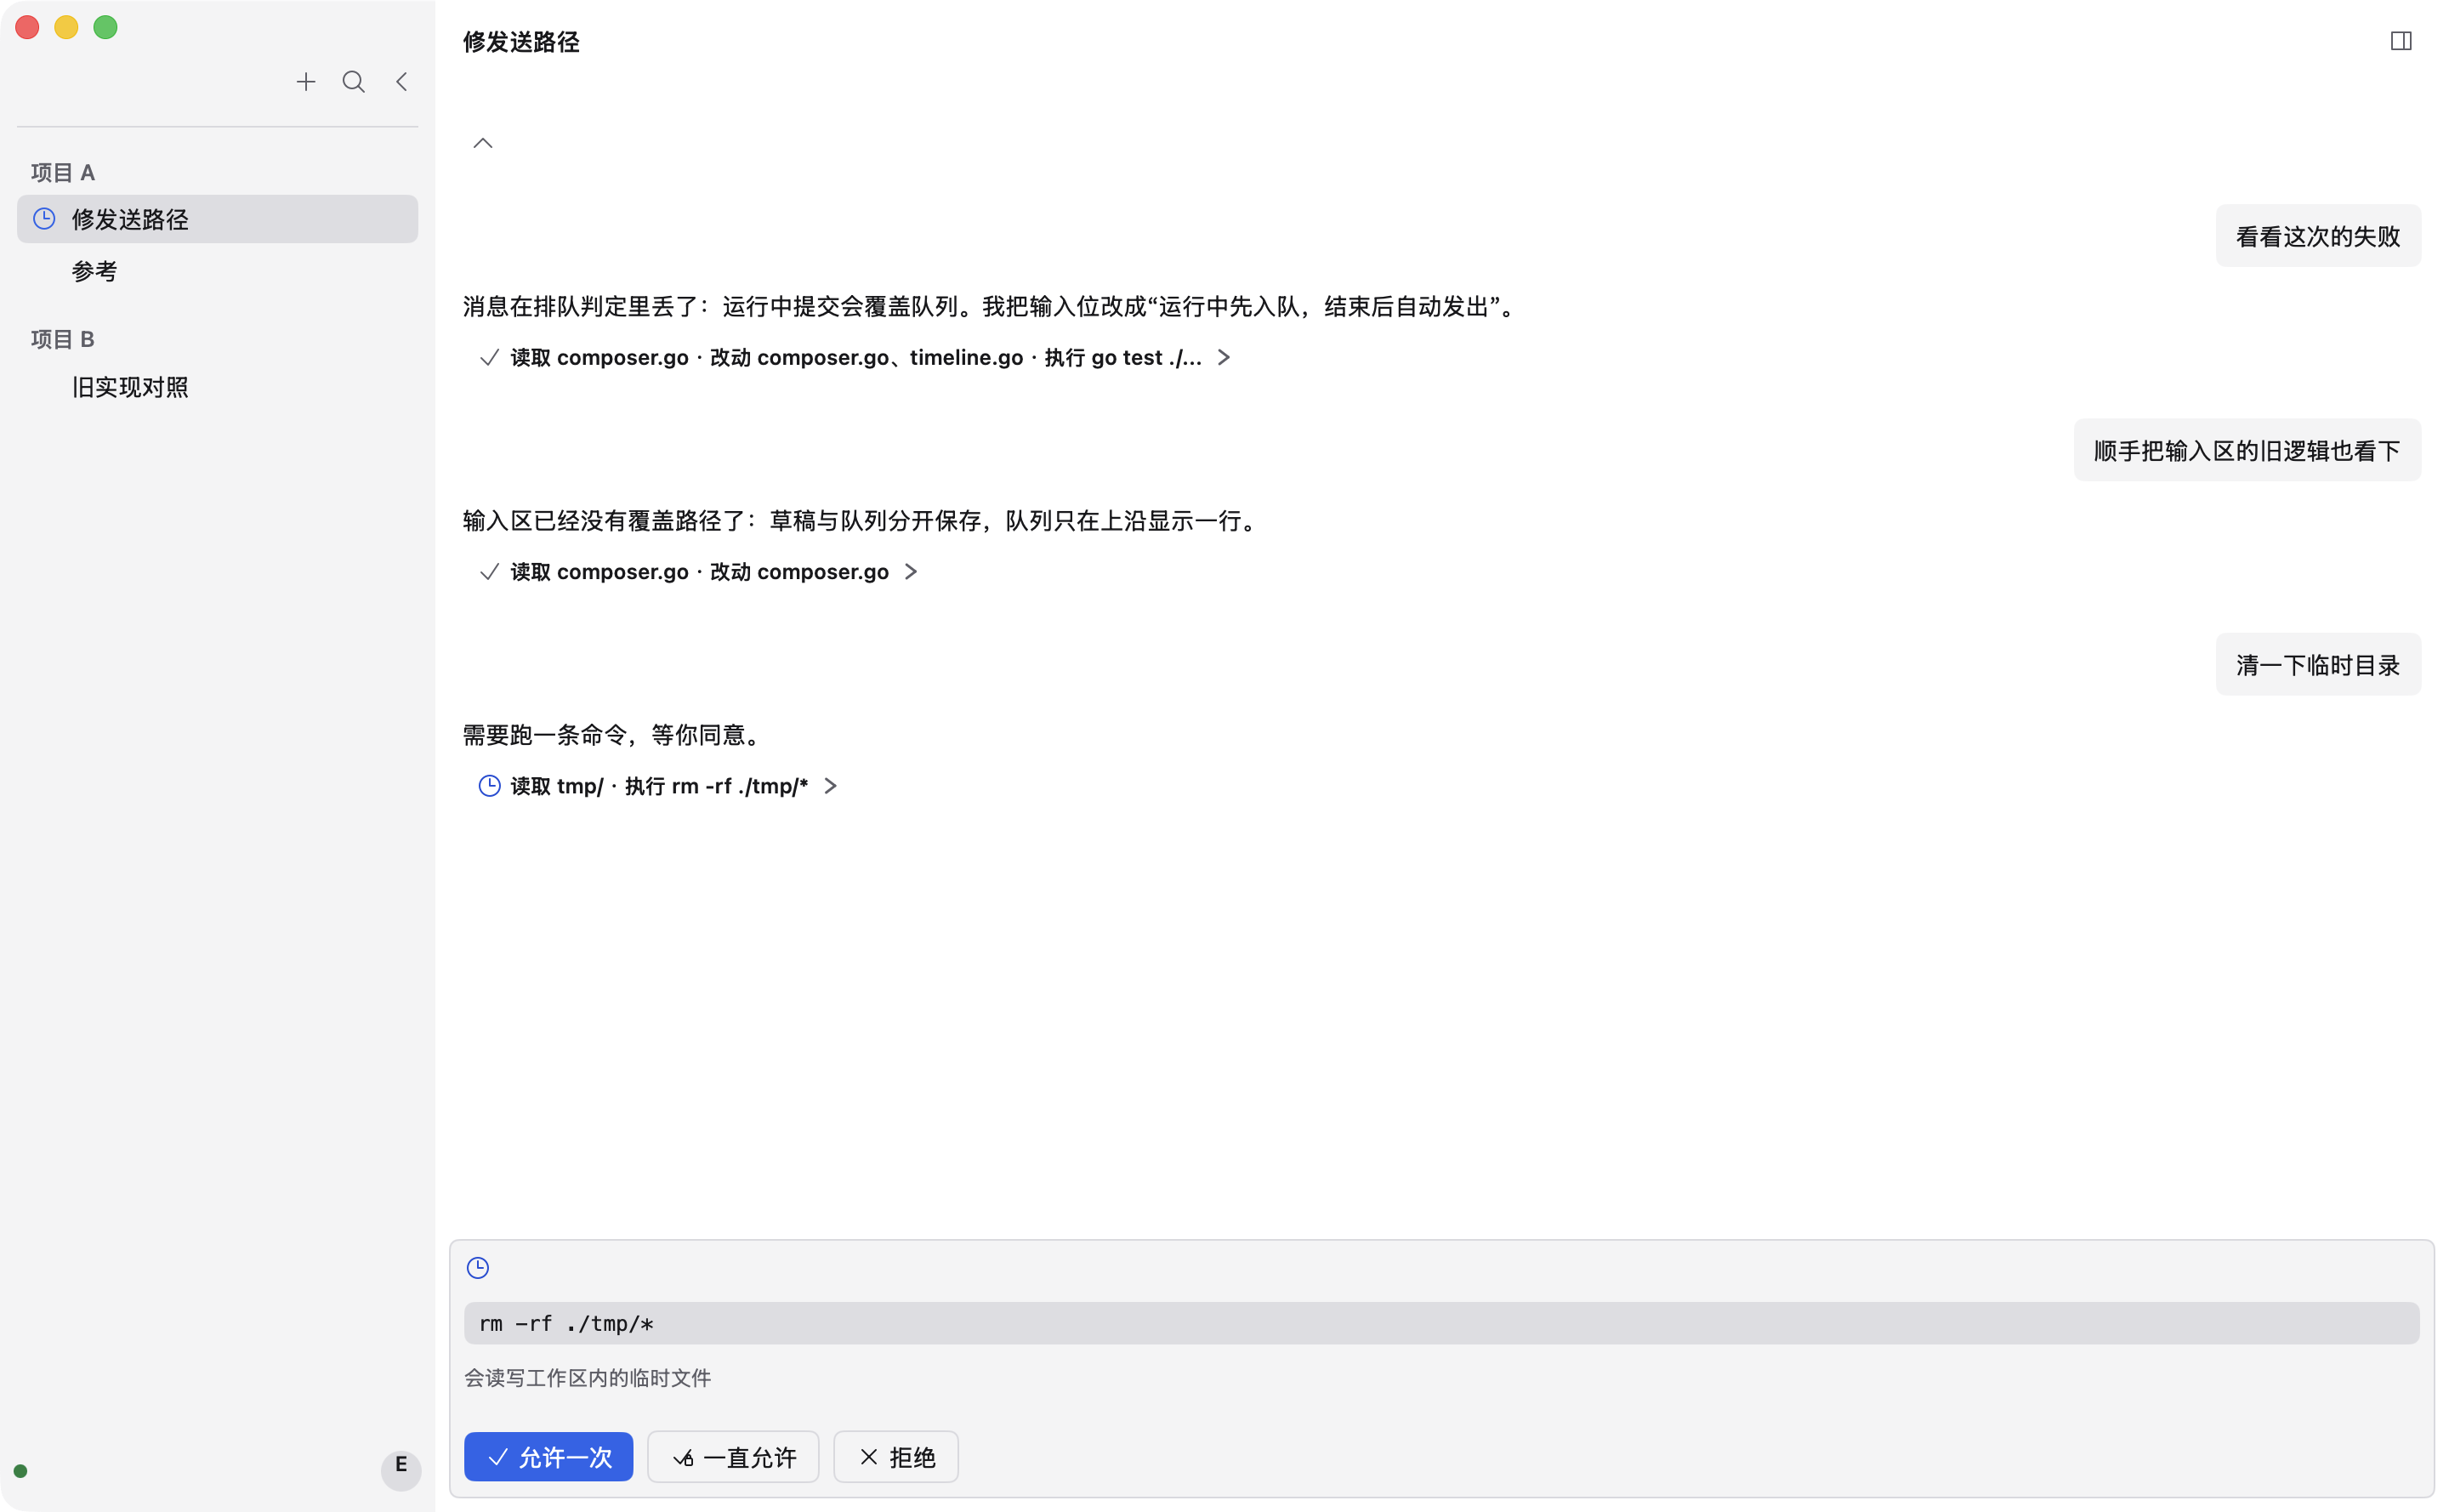 修发送路径
项目 A
修发送路径
参考
项目 B
旧实现对照
E
看看这次的失败
消息在排队判定里丢了：运行中提交会覆盖队列。我把输入位改成“运行中先入队，结束后自动发出”。
读取 composer.go · 改动 composer.go、timeline.go · 执行 go test ./...
顺手把输入区的旧逻辑也看下
输入区已经没有覆盖路径了：草稿与队列分开保存，队列只在上沿显示一行。
读取 composer.go · 改动 composer.go
清一下临时目录
需要跑一条命令，等你同意。
读取 tmp/ · 执行 rm -rf ./tmp/*
rm -rf ./tmp/*
会读写工作区内的临时文件
允许一次 一直允许 拒绝